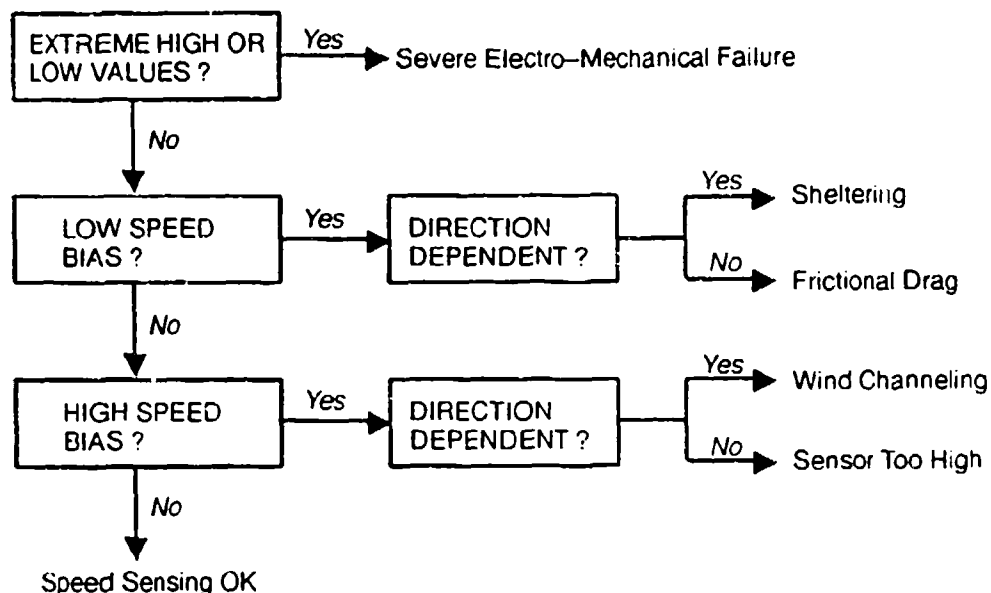 EXTREME HIGH OR
LOW VALUES ?
Yes
Severe Electro–Mechanical Failure
No
LOW SPEED
BIAS ?
Yes
DIRECTION
DEPENDENT ?
Yes
Sheltering
No
Frictional Drag
No
HIGH SPEED
BIAS ?
Yes
DIRECTION
DEPENDENT ?
Yes
Wind Channeling
No
Sensor Too High
No
Speed Sensing OK